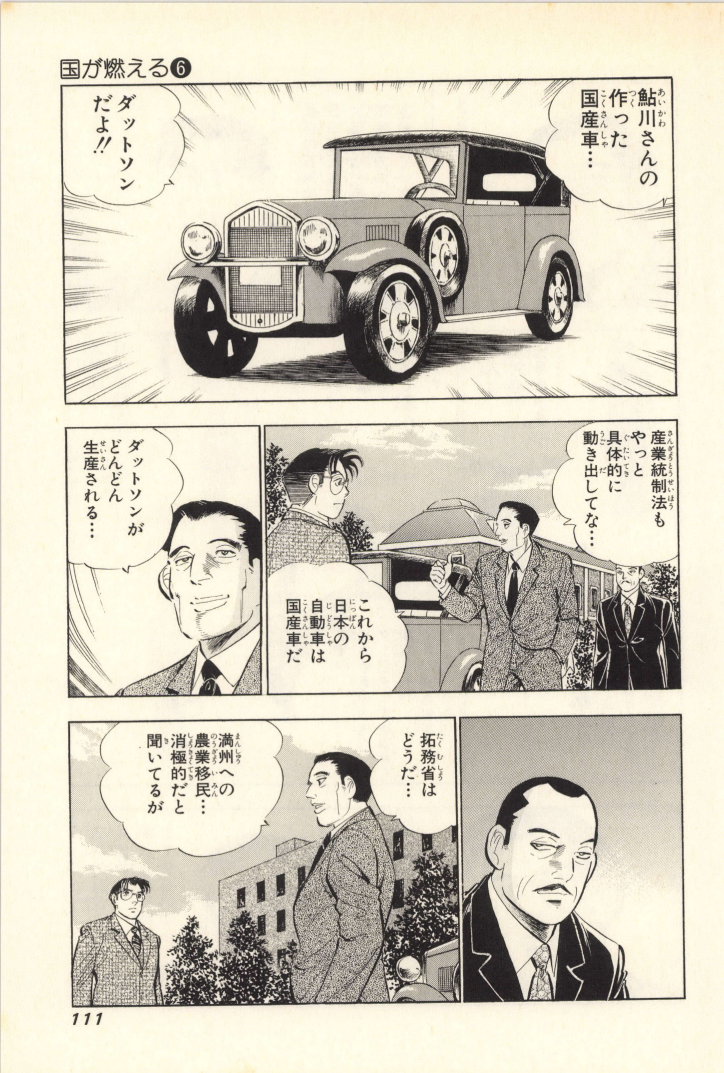 国が燃える❻
鮎川さんの
作った
国産車…
ダットソン
だよ!!
産業統制法も
やっと
具体的に
動き出してな…
これから
日本の
自動車は
国産車だ
ダットソンが
どんどん
生産される…
拓務省は
どうだ…
満州への
農業移民…
消極的だと
聞いてるが
111